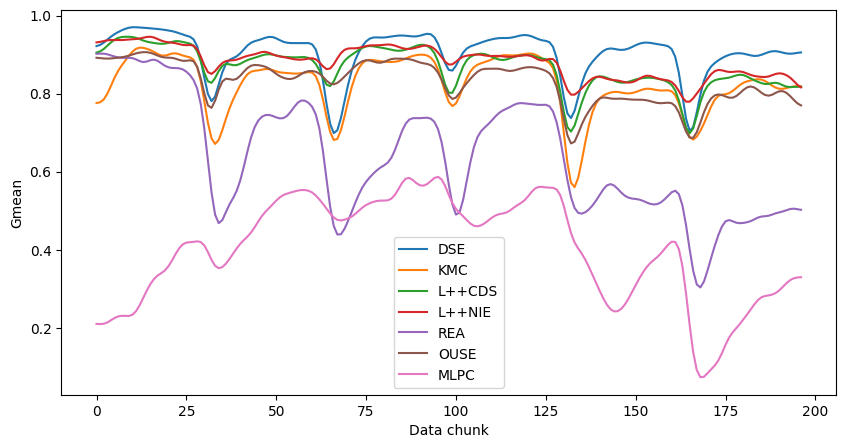 1.0
0.8
0.6
0.4
0.2
Gmean
DSE
KMC
L++CDS
L++NIE
REA
OUSE
MLPC
0 25 50 75 100 125 150 175 200
Data chunk